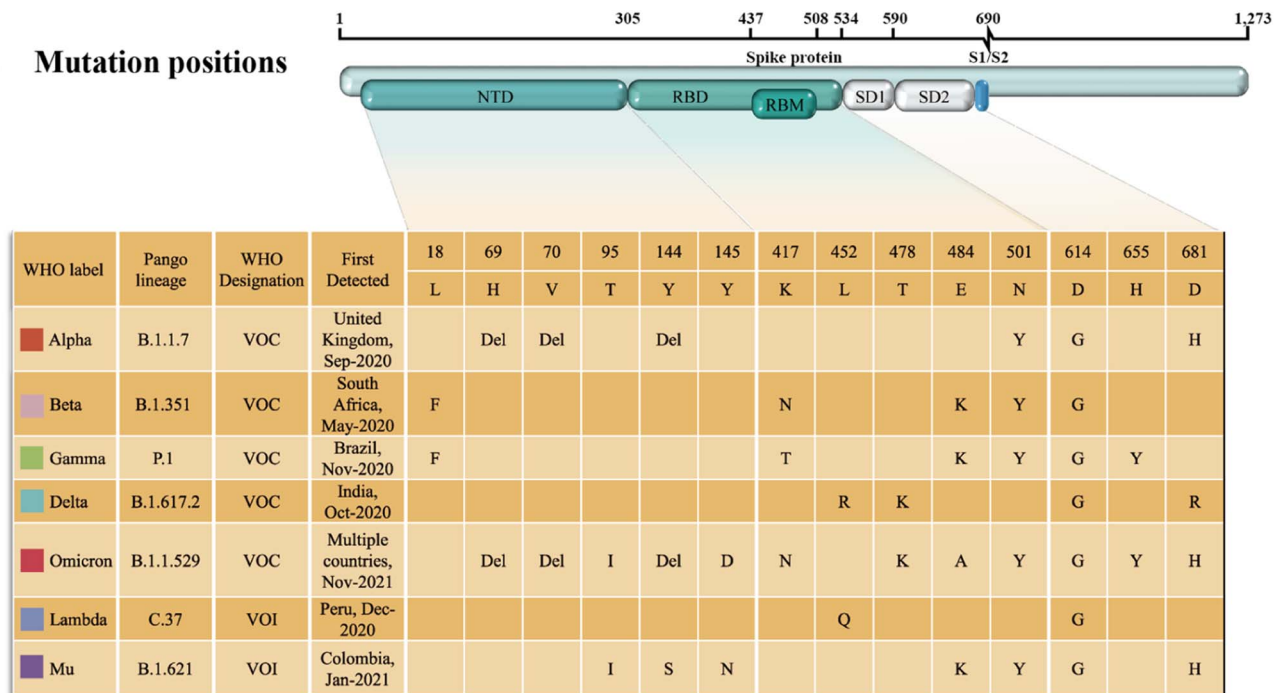 1 305 437 508 534 590 690 1,273
Mutation positions
Spike protein S1/S2
NTD RBD RBM SD1 SD2
WHO label Pango lineage WHO Designation First Detected 18 69 70 95 144 145 417 452 478 484 501 614 655 681
L H V T Y Y K L T E N D H D
Alpha B.1.1.7 VOC United Kingdom, Sep-2020 Del Del Del Y G H
Beta B.1.351 VOC South Africa, May-2020 F N K Y G
Gamma P.1 VOC Brazil, Nov-2020 F T K Y G Y
Delta B.1.617.2 VOC India, Oct-2020 R K G R
Omicron B.1.1.529 VOC Multiple countries, Nov-2021 Del Del I Del D N K A Y G Y H
Lambda C.37 VOI Peru, Dec-2020 Q G
Mu B.1.621 VOI Colombia, Jan-2021 I S N K Y G H